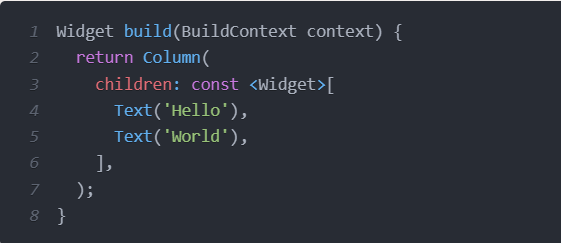 1 Widget build(BuildContext context) {
2   return Column(
3     children: const <Widget>[
4       Text('Hello'),
5       Text('World'),
6     ],
7   );
8 }